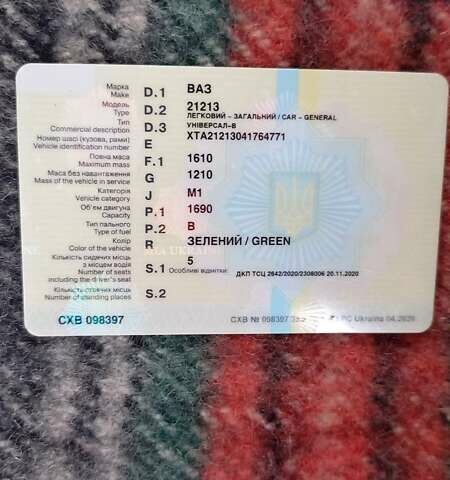 Марка D.1 ВАЗ
Make
Модель D.2 21213
Type ЛЕГКОВИЙ – ЗАГАЛЬНИЙ / CAR – GENERAL
Тип D.3 УНІВЕРСАЛ-В
Commercial description
Номер шасі (кузова, рами) E XTA21213041764771
Vehicle identification number
Повна маса F.1 1610
Maximum mass
Маса без навантаження G 1210
Mass of the vehicle in service
Категорія J M1
Vehicle category
Об'єм двигуна P.1 1690
Capacity
Тип пального P.2 B
Type of fuel
Колір R ЗЕЛЕНИЙ / GREEN
Color of the vehicle
Кількість сидячих місць S.1 5
з місцем водія Особливі відмітки: ДКП ТСЦ 2642/2020/2308006 20.11.2020
Number of seats
including the driver's seat
Кількість стоячих місць S.2
Number of standing places
СХВ 098397 СХВ № 098397 Ukraina 04.2020